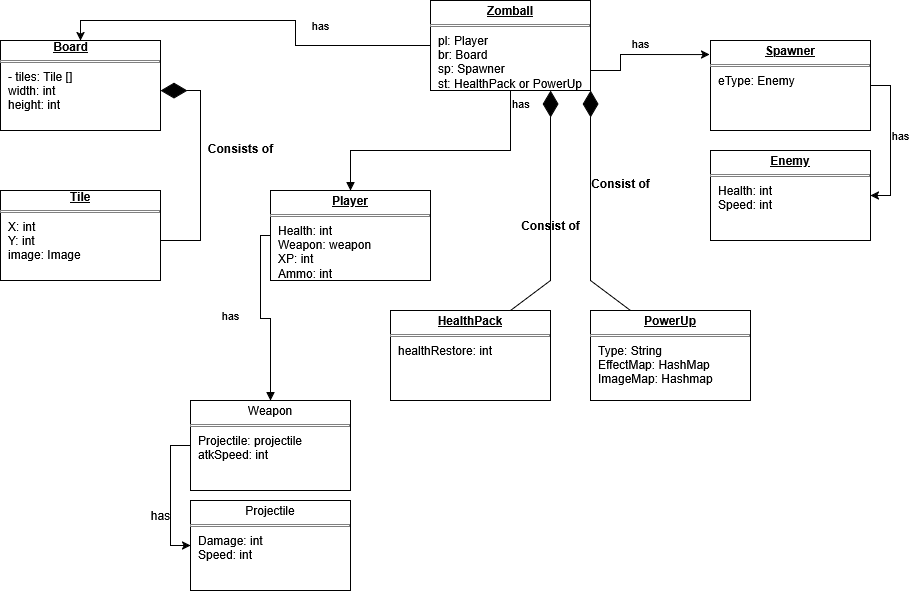 Zomball
pl: Player
br: Board
sp: Spawner
st: HealthPack or PowerUp
has
Board
- tiles: Tile []
width: int
height: int
has
Spawner
eType: Enemy
has
Consists of
has
Enemy
Health: int
Speed: int
Tile
X: int
Y: int
image: Image
Player
Health: int
Weapon: weapon
XP: int
Ammo: int
Consist of
Consist of
has
HealthPack
healthRestore: int
PowerUp
Type: String
EffectMap: HashMap
ImageMap: Hashmap
Weapon
Projectile: projectile
atkSpeed: int
has
Projectile
Damage: int
Speed: int